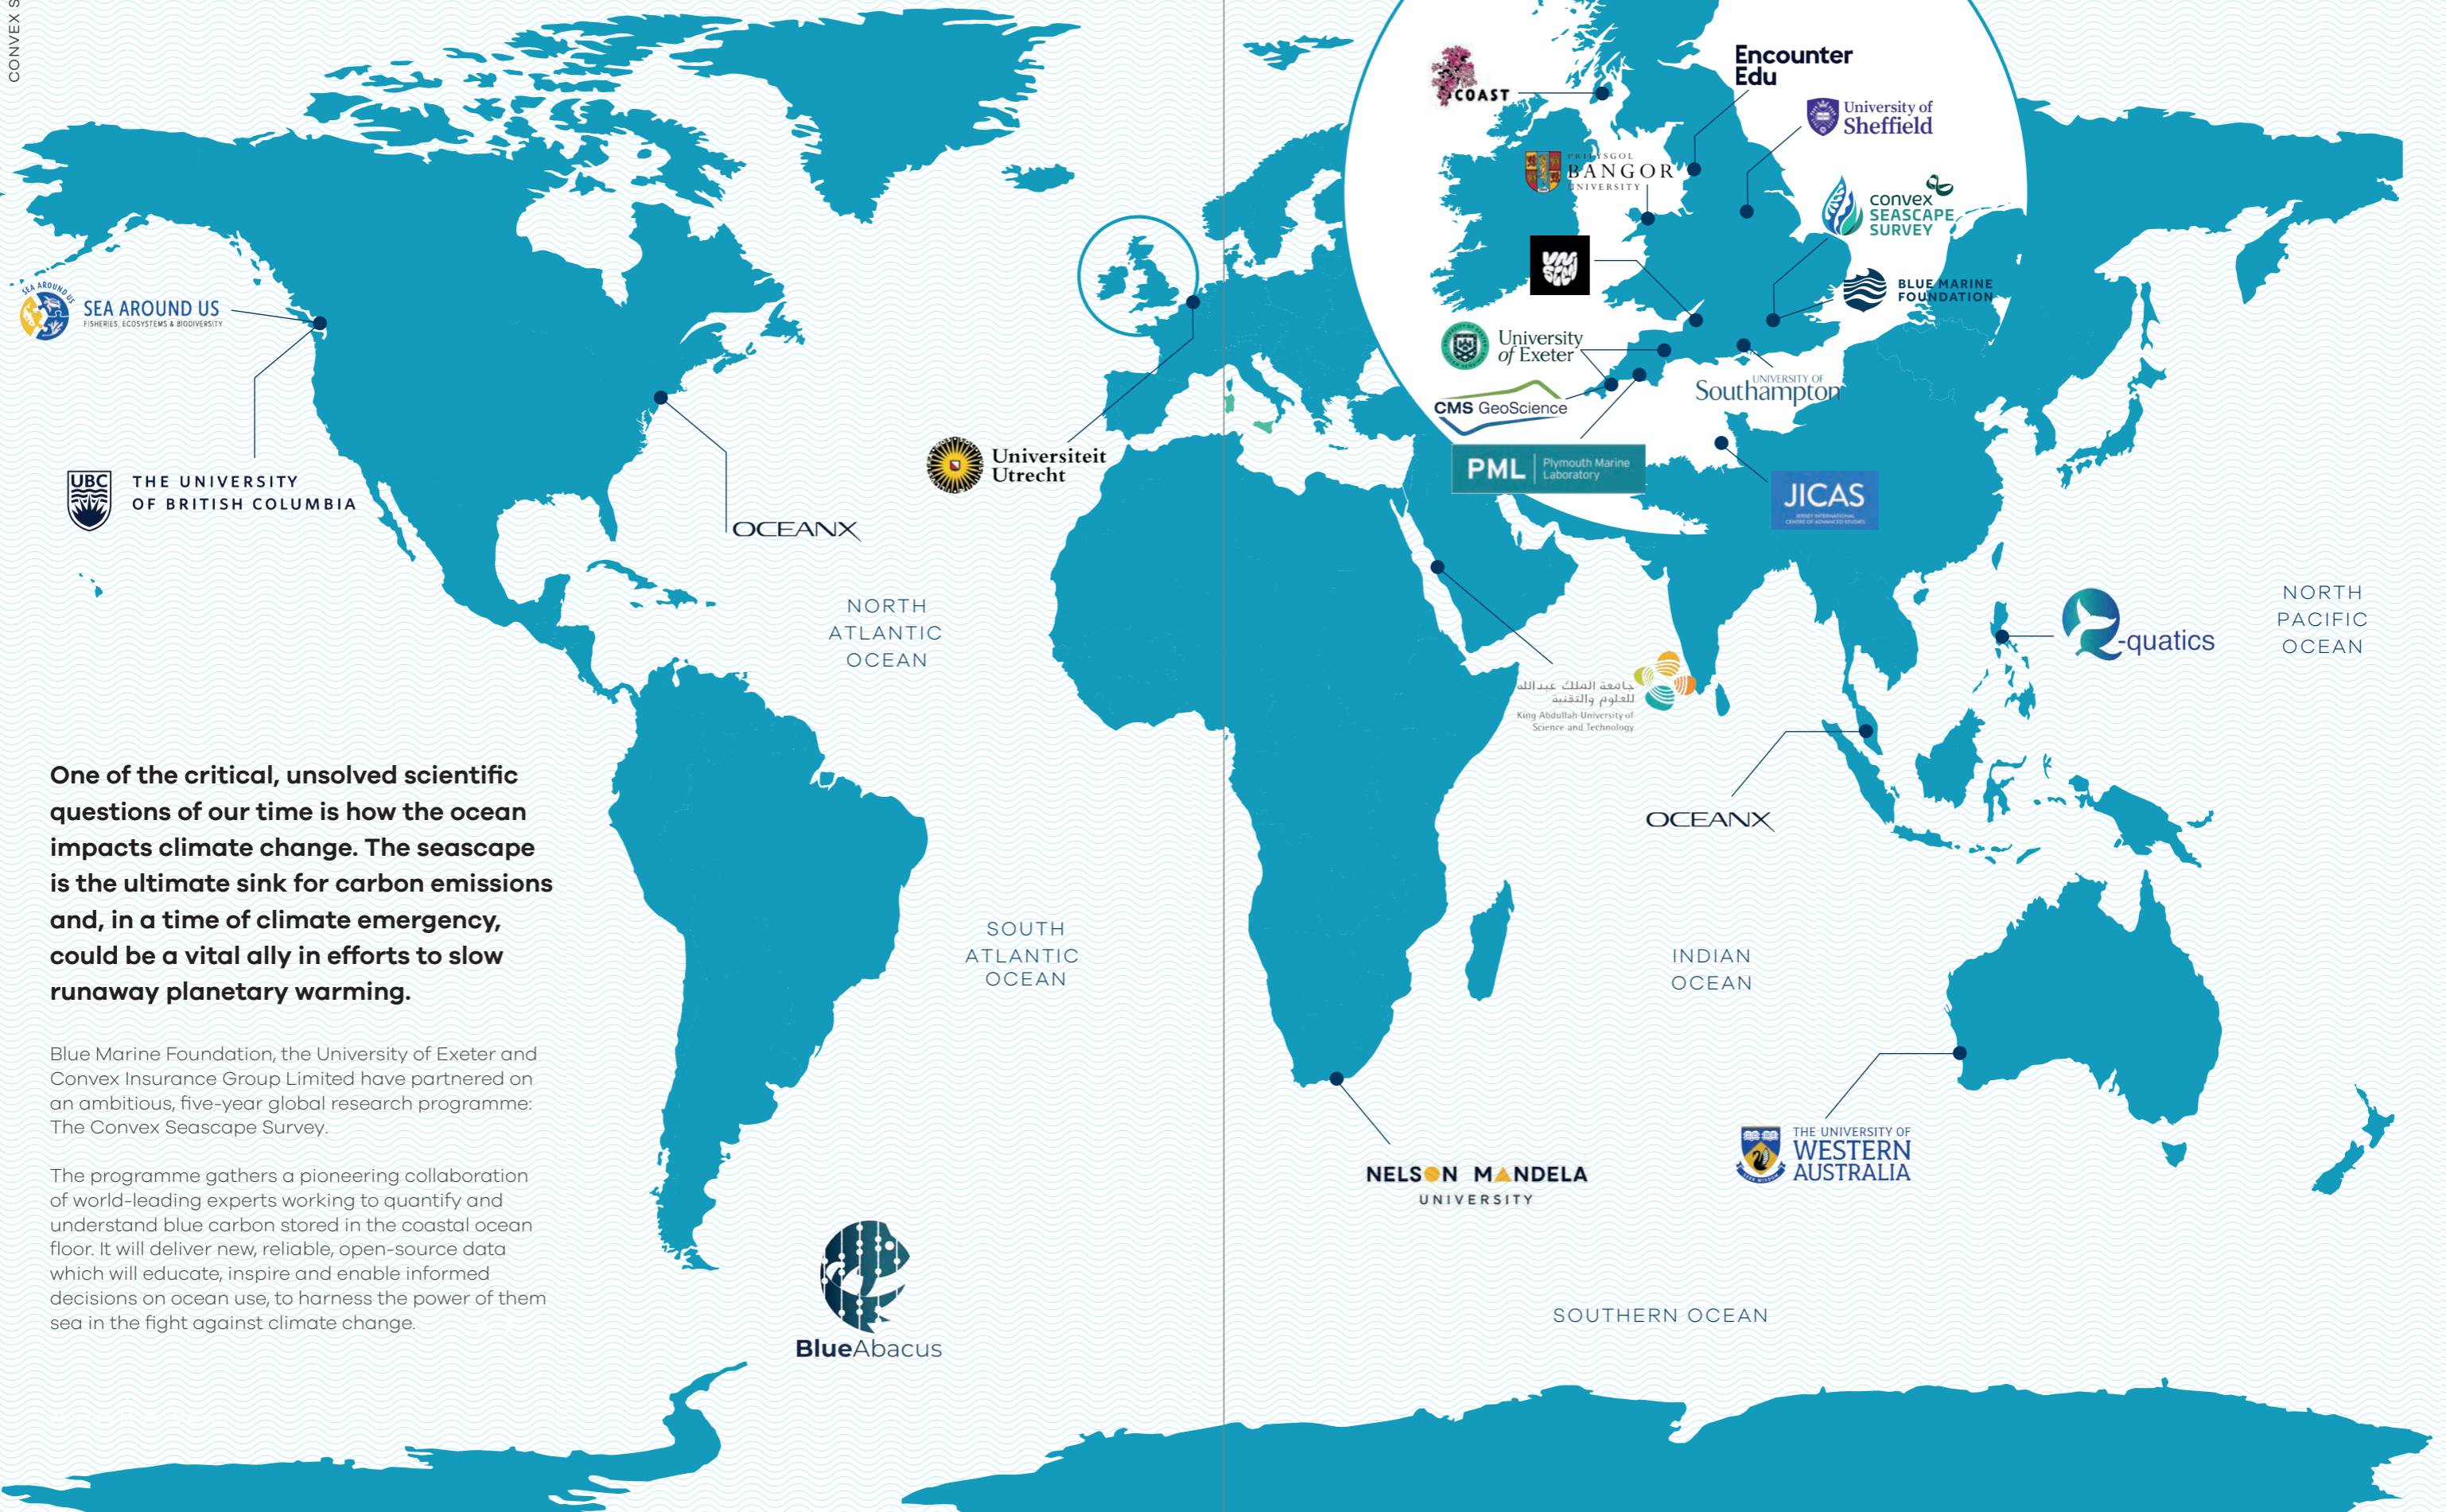 CONVEX S
COAST
Encounter
Edu
University of
Sheffield
PRIFYSGOL
BANGOR
UNIVERSITY
convex
SEASCAPE
SURVEY
BLUE MARINE
FOUNDATION
University
of Exeter
UNIVERSITY OF
Southampton
CMS GeoScience
PML
Plymouth Marine
Laboratory
JICAS
JERSEY INTERNATIONAL
CENTRE OF ADVANCED STUDIES
SEA AROUND US
SEA AROUND US
FISHERIES, ECOSYSTEMS & BIODIVERSITY
UBC
THE UNIVERSITY
OF BRITISH COLUMBIA
OCEANX
Universiteit
Utrecht
NORTH
ATLANTIC
OCEAN
NORTH
PACIFIC
OCEAN
-quatics
جامعة الملك عبدالله
للعلوم والتقنية
King Abdullah University of
Science and Technology
OCEANX
One of the critical, unsolved scientific
questions of our time is how the ocean
impacts climate change. The seascape
is the ultimate sink for carbon emissions
and, in a time of climate emergency,
could be a vital ally in efforts to slow
runaway planetary warming.
Blue Marine Foundation, the University of Exeter and
Convex Insurance Group Limited have partnered on
an ambitious, five-year global research programme:
The Convex Seascape Survey.
The programme gathers a pioneering collaboration
of world-leading experts working to quantify and
understand blue carbon stored in the coastal ocean
floor. It will deliver new, reliable, open-source data
which will educate, inspire and enable informed
decisions on ocean use, to harness the power of them
sea in the fight against climate change.
SOUTH
ATLANTIC
OCEAN
INDIAN
OCEAN
THE UNIVERSITY OF
WESTERN
AUSTRALIA
NELSON MANDELA
UNIVERSITY
BlueAbacus
SOUTHERN OCEAN